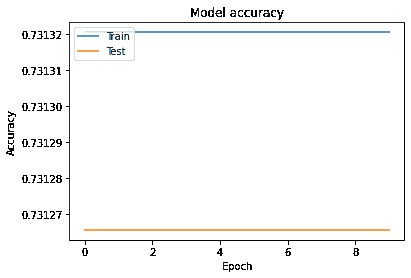 Model accuracy
Train
Test
0.73132
0.73131
0.73130
0.73129
0.73128
0.73127
Accuracy
0 2 4 6 8
Epoch